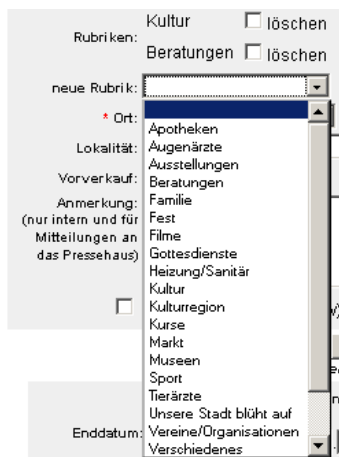 Rubriken:
Kultur löschen
Beratungen löschen
neue Rubrik:
* Ort:
Lokalität:
Vorverkauf:
Anmerkung:
(nur intern und für
Mitteilungen an
das Pressehaus)
Apotheken
Augenärzte
Ausstellungen
Beratungen
Familie
Fest
Filme
Gottesdienste
Heizung/Sanitär
Kultur
Kulturregion
Kurse
Markt
Museen
Sport
Tierärzte
Unsere Stadt blüht auf
Vereine/Organisationen
Verschiedenes
Enddatum: